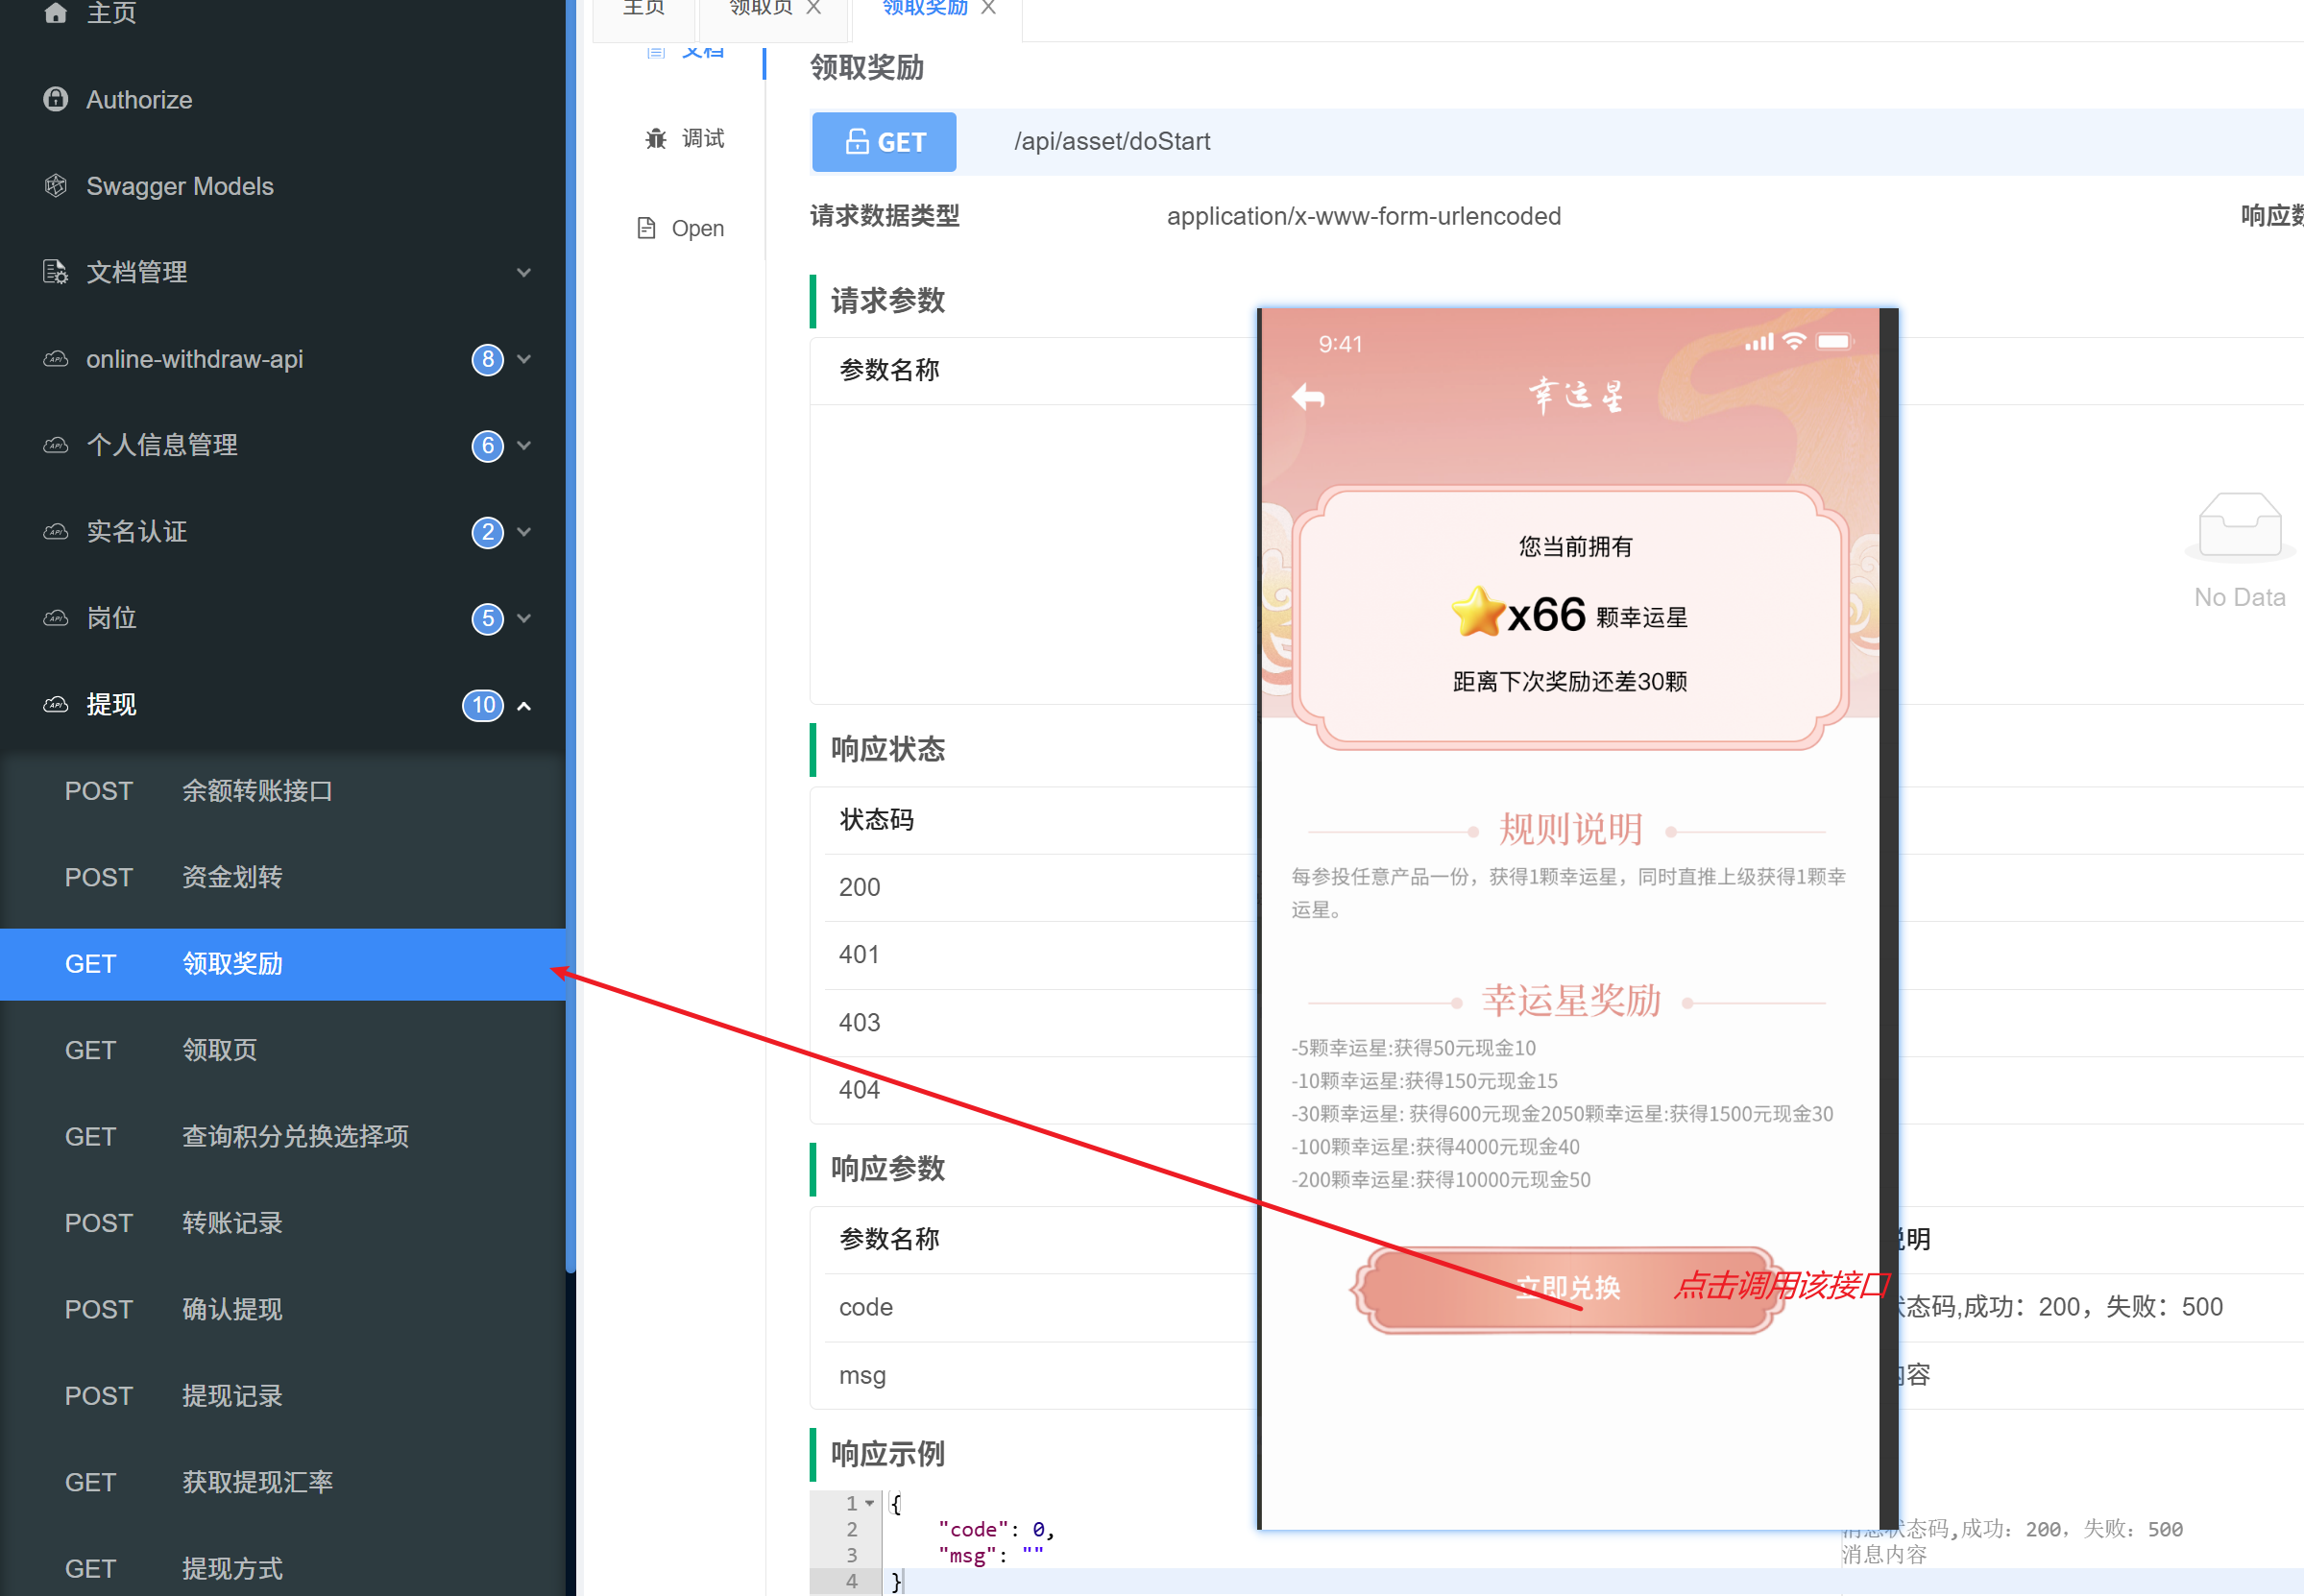 主页
Authorize
Swagger Models
文档管理
online-withdraw-api 8
个人信息管理 6
实名认证 2
岗位 5
提现 10
POST 余额转账接口
POST 资金划转
GET 领取奖励
GET 领取页
GET 查询积分兑换选择项
POST 转账记录
POST 确认提现
POST 提现记录
GET 获取提现汇率
GET 提现方式
主页 领取页 领取奖励
文档
调试
Open
领取奖励
GET /api/asset/doStart
请求数据类型 application/x-www-form-urlencoded 响应数
请求参数
参数名称
No Data
响应状态
状态码
200
401
403
404
响应参数
参数名称 说明
code 状态码,成功：200，失败：500
msg 内容
响应示例
1 {
2 "code": 0,
3 "msg": ""
4 }
消息状态码,成功：200，失败：500
消息内容
9:41
幸运星
您当前拥有
x66 颗幸运星
距离下次奖励还差30颗
规则说明
每参投任意产品一份，获得1颗幸运星，同时直推上级获得1颗幸
运星。
幸运星奖励
-5颗幸运星:获得50元现金10
-10颗幸运星:获得150元现金15
-30颗幸运星: 获得600元现金2050颗幸运星:获得1500元现金30
-100颗幸运星:获得4000元现金40
-200颗幸运星:获得10000元现金50
立即兑换
点击调用该接口